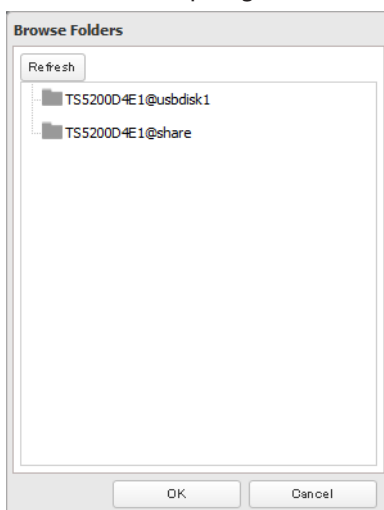 Browse Folders
Refresh
TS5200D4E1@usbdisk1
TS5200D4E1@share
OK
Cancel